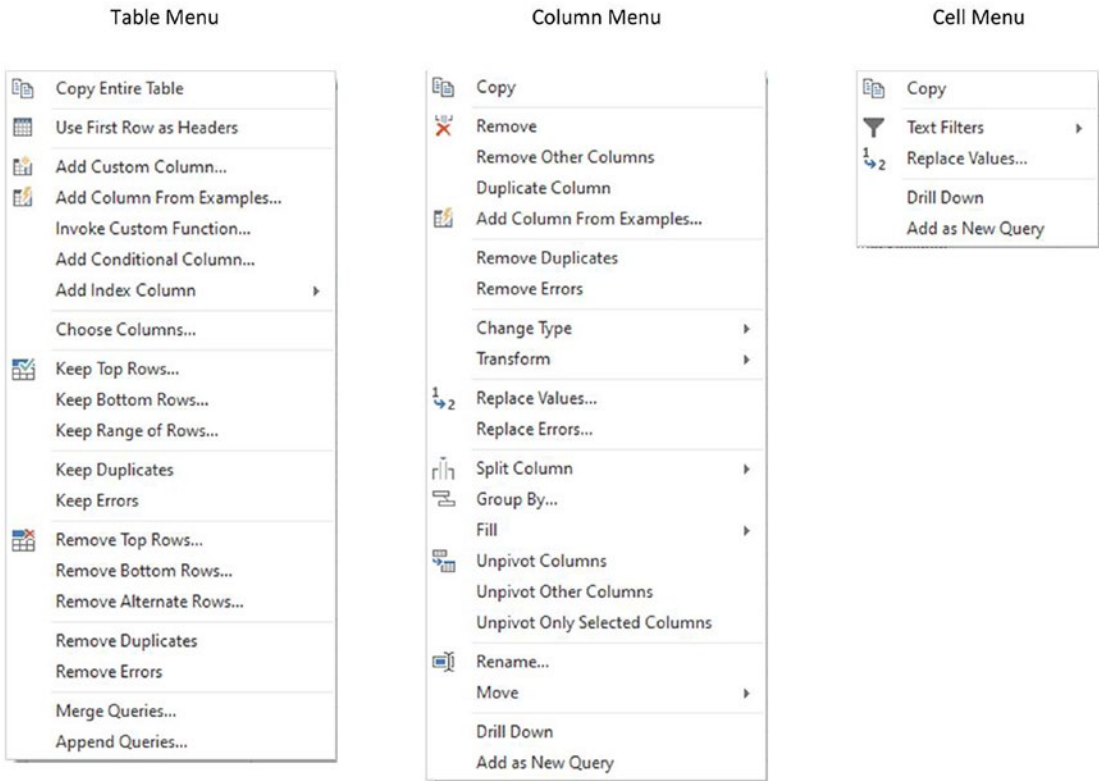 Table Menu
Copy Entire Table
Use First Row as Headers
Add Custom Column...
Add Column From Examples...
Invoke Custom Function...
Add Conditional Column...
Add Index Column
Choose Columns...
Keep Top Rows...
Keep Bottom Rows...
Keep Range of Rows...
Keep Duplicates
Keep Errors
Remove Top Rows...
Remove Bottom Rows...
Remove Alternate Rows...
Remove Duplicates
Remove Errors
Merge Queries...
Append Queries...
Column Menu
Copy
Remove
Remove Other Columns
Duplicate Column
Add Column From Examples...
Remove Duplicates
Remove Errors
Change Type
Transform
1 2 Replace Values...
Replace Errors...
Split Column
Group By...
Fill
Unpivot Columns
Unpivot Other Columns
Unpivot Only Selected Columns
Rename...
Move
Drill Down
Add as New Query
Cell Menu
Copy
Text Filters
1 2 Replace Values...
Drill Down
Add as New Query